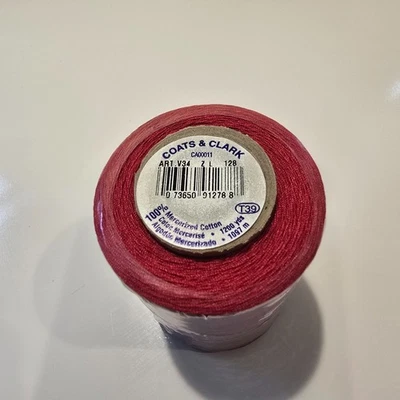 COATS & CLARK
CA00011
ART. V34 Z L 128
0 73650 91278 8
100% Mercerized Cotton
Coton Mercerisé • 1200 yds
Algodón Mercerizado • 1097 m
T39